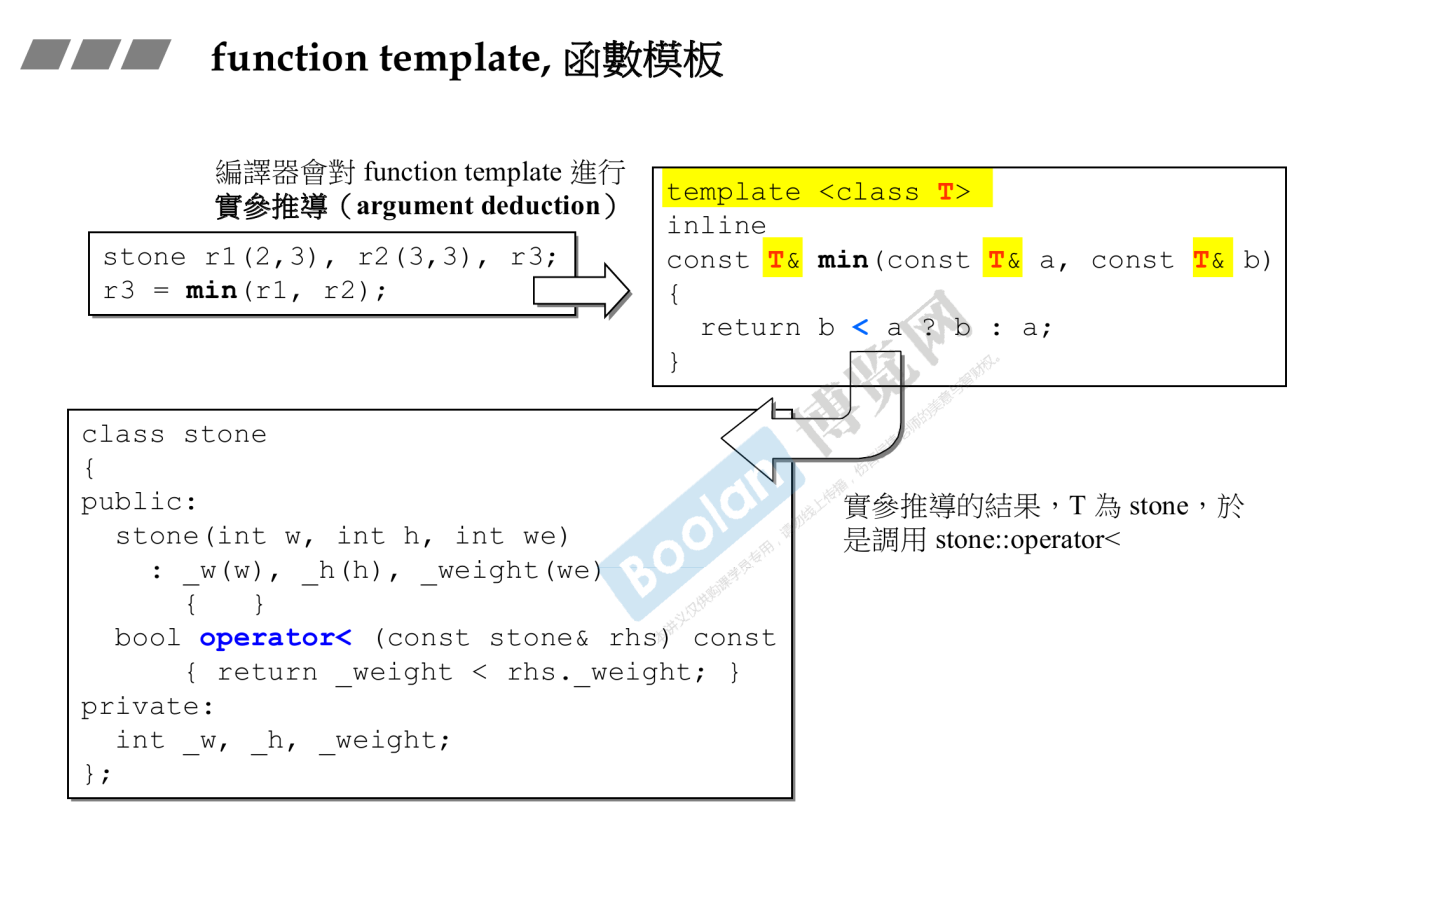 function template, 函數模板
編譯器會對 function template 進行
實參推導（argument deduction）
stone r1(2,3), r2(3,3), r3;
r3 = min(r1, r2);
template <class T>
inline
const T& min(const T& a, const T& b)
{
  return b < a ? b : a;
}
class stone
{
public:
  stone(int w, int h, int we)
    : _w(w), _h(h), _weight(we)
      {   }
  bool operator< (const stone& rhs) const
      { return _weight < rhs._weight; }
private:
  int _w, _h, _weight;
};
實參推導的結果，T 為 stone，於
是調用 stone::operator<
Boolan 博览网